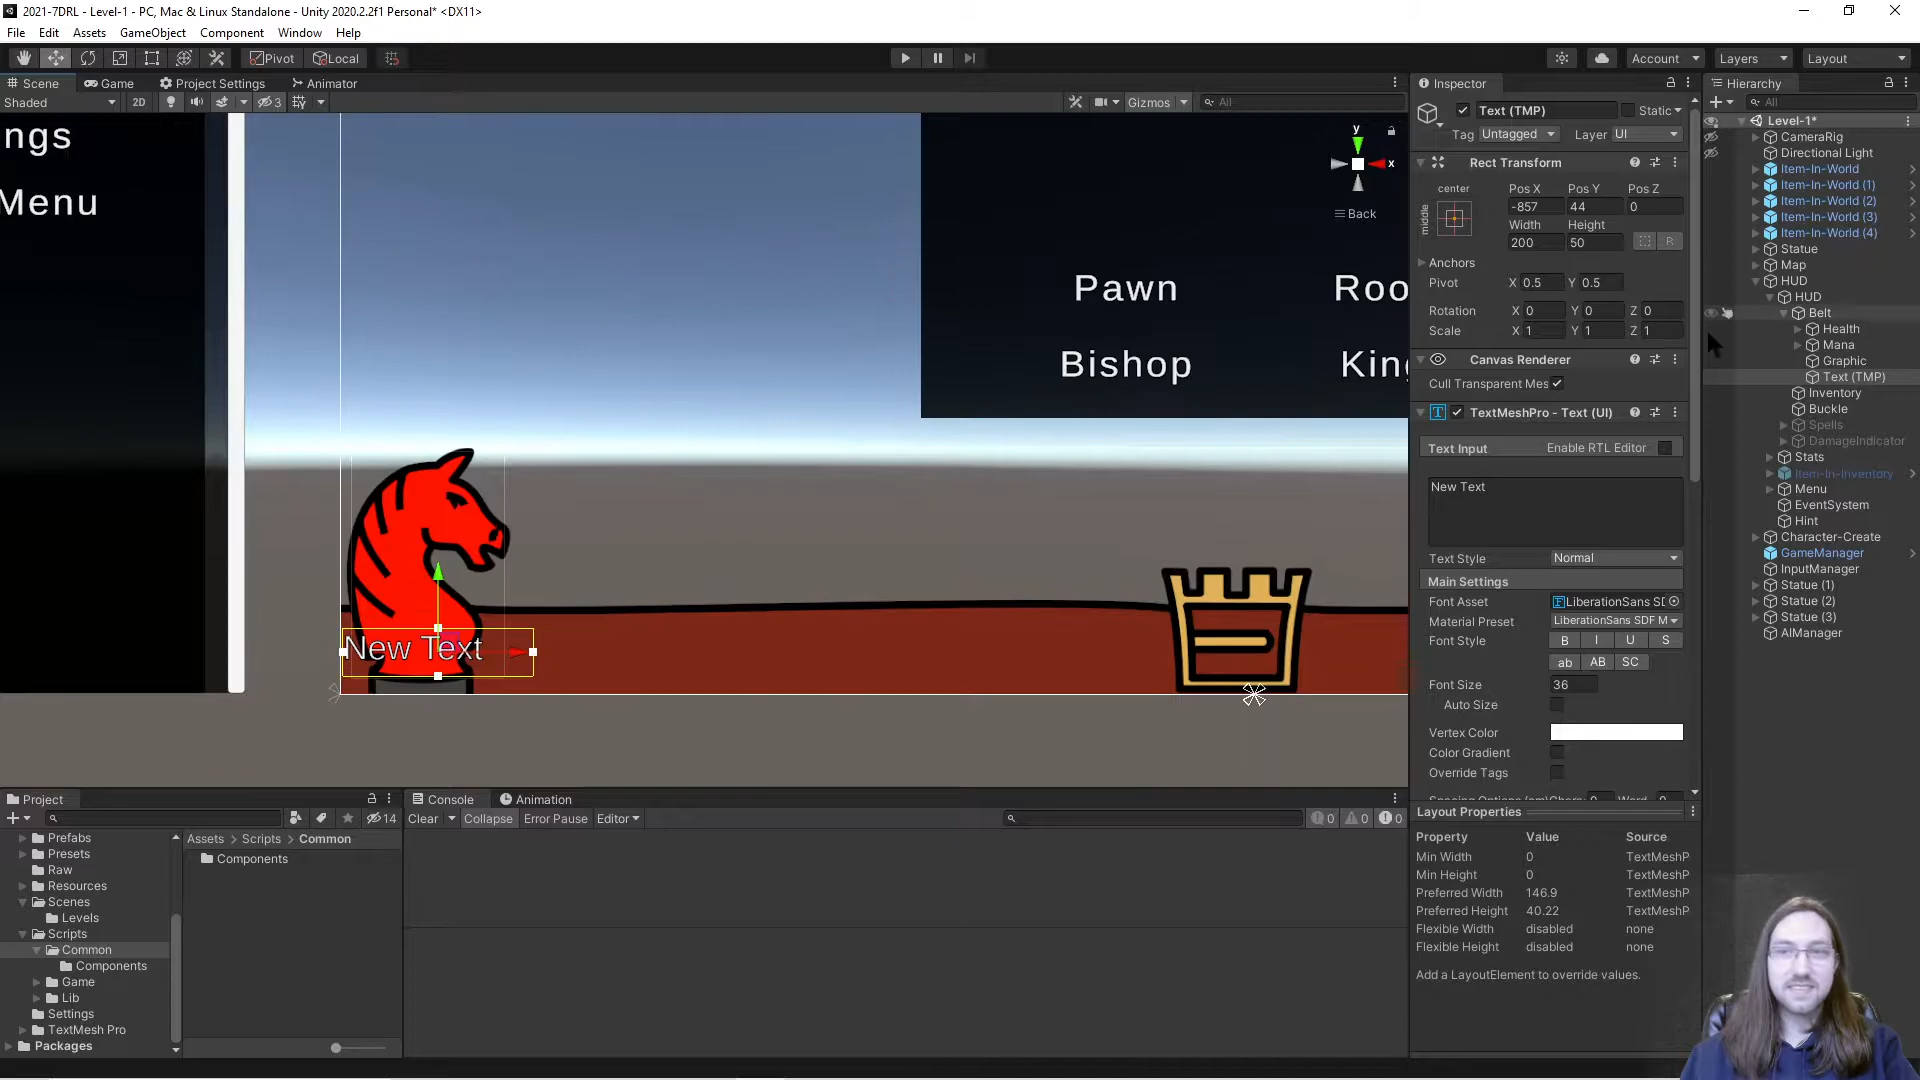 2021-7DRL - Level-1 - PC, Mac & Linux Standalone - Unity 2020.2.2f1 Personal* <DX11>
File Edit Assets GameObject Component Window Help
Pivot Local
Account Layers Layout
Scene Game Project Settings Animator
Shaded 2D 3 Gizmos All
ngs
Menu
y
x
Back
Pawn Roo
Bishop King
New Text
Inspector
Text (TMP) Static
Tag Untagged Layer UI
Rect Transform
center
middle
Pos X Pos Y Pos Z
-857 44 0
Width Height
200 50
R
Anchors
Pivot X 0.5 Y 0.5
Rotation X 0 Y 0 Z 0
Scale X 1 Y 1 Z 1
Canvas Renderer
Cull Transparent Mes
TextMeshPro - Text (UI)
Text Input Enable RTL Editor
New Text
Text Style Normal
Main Settings
Font Asset LiberationSans SD
Material Preset LiberationSans SDF M
Font Style B I U S
ab AB SC
Font Size 36
Auto Size
Vertex Color
Color Gradient
Override Tags
Layout Properties
Property Value Source
Min Width 0 TextMeshP
Min Height 0 TextMeshP
Preferred Width 146.9 TextMeshP
Preferred Height 40.22 TextMeshP
Flexible Width disabled none
Flexible Height disabled none
Add a LayoutElement to override values.
Hierarchy
All
Level-1*
CameraRig
Directional Light
Item-In-World
Item-In-World (1)
Item-In-World (2)
Item-In-World (3)
Item-In-World (4)
Statue
Map
HUD
HUD
Belt
Health
Mana
Graphic
Text (TMP)
Inventory
Buckle
Spells
DamageIndicator
Stats
Item-In-Inventory
Menu
EventSystem
Hint
Character-Create
GameManager
InputManager
Statue (1)
Statue (2)
Statue (3)
AIManager
Project
14
Prefabs
Presets
Raw
Resources
Scenes
Levels
Scripts
Common
Components
Game
Lib
Settings
TextMesh Pro
Packages
Assets Scripts Common
Components
Console Animation
Clear Collapse Error Pause Editor
0 0 0